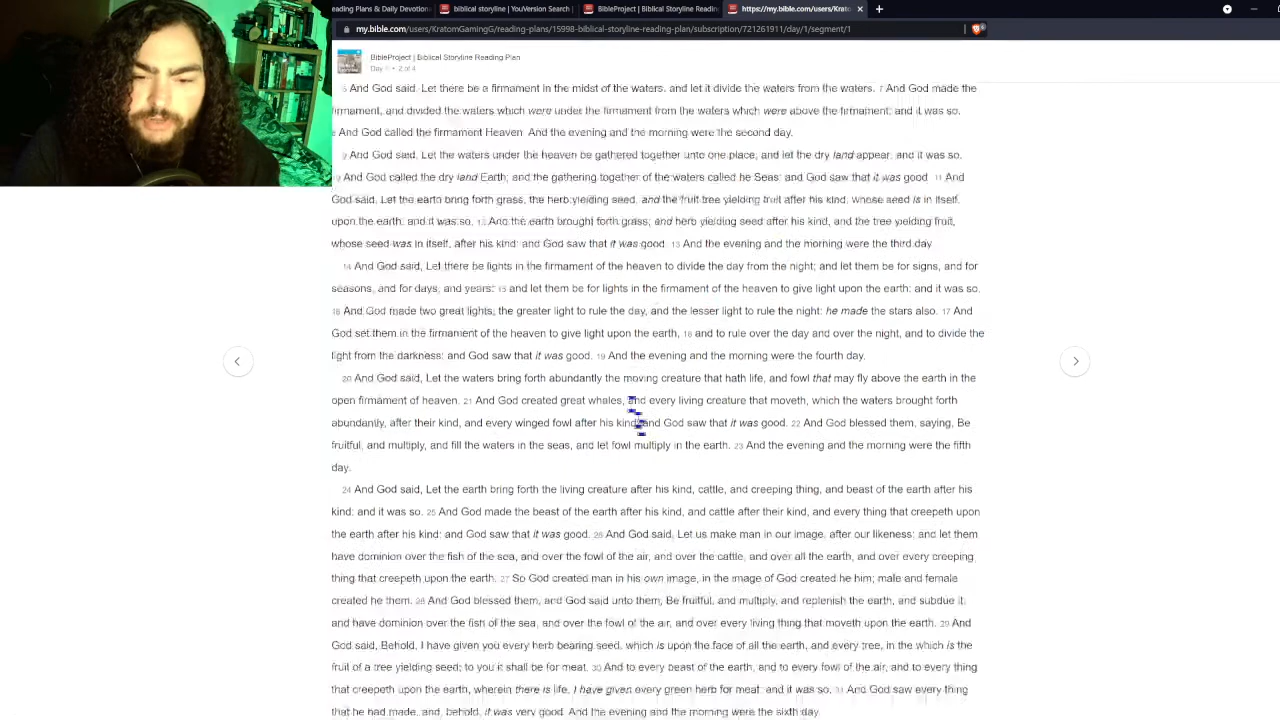 eading Plans & Daily Devotiona
biblical storyline | YouVersion Search |
BibleProject | Biblical Storyline Readin
https://my.bible.com/users/Krato
my.bible.com/users/KratomGamingG/reading-plans/15998-biblical-storyline-reading-plan/subscription/721261911/day/1/segment/1
BibleProject | Biblical Storyline Reading Plan
Day • 2 of 4
6 And God said, Let there be a firmament in the midst of the waters, and let it divide the waters from the waters. 7 And God made the
firmament, and divided the waters which were under the firmament from the waters which were above the firmament: and it was so.
8 And God called the firmament Heaven. And the evening and the morning were the second day.
9 And God said, Let the waters under the heaven be gathered together unto one place, and let the dry land appear: and it was so.
10 And God called the dry land Earth; and the gathering together of the waters called he Seas: and God saw that it was good. 11 And
God said, Let the earth bring forth grass, the herb yielding seed, and the fruit tree yielding fruit after his kind, whose seed is in itself,
upon the earth: and it was so. 12 And the earth brought forth grass, and herb yielding seed after his kind, and the tree yielding fruit,
whose seed was in itself, after his kind: and God saw that it was good. 13 And the evening and the morning were the third day.
14 And God said, Let there be lights in the firmament of the heaven to divide the day from the night; and let them be for signs, and for
seasons, and for days, and years: 15 and let them be for lights in the firmament of the heaven to give light upon the earth: and it was so.
16 And God made two great lights; the greater light to rule the day, and the lesser light to rule the night: he made the stars also. 17 And
God set them in the firmament of the heaven to give light upon the earth, 18 and to rule over the day and over the night, and to divide the
light from the darkness: and God saw that it was good. 19 And the evening and the morning were the fourth day.
20 And God said, Let the waters bring forth abundantly the moving creature that hath life, and fowl that may fly above the earth in the
open firmament of heaven. 21 And God created great whales, and every living creature that moveth, which the waters brought forth
abundantly, after their kind, and every winged fowl after his kind: and God saw that it was good. 22 And God blessed them, saying, Be
fruitful, and multiply, and fill the waters in the seas, and let fowl multiply in the earth. 23 And the evening and the morning were the fifth
day.
24 And God said, Let the earth bring forth the living creature after his kind, cattle, and creeping thing, and beast of the earth after his
kind: and it was so. 25 And God made the beast of the earth after his kind, and cattle after their kind, and every thing that creepeth upon
the earth after his kind: and God saw that it was good. 26 And God said, Let us make man in our image, after our likeness: and let them
have dominion over the fish of the sea, and over the fowl of the air, and over the cattle, and over all the earth, and over every creeping
thing that creepeth upon the earth. 27 So God created man in his own image, in the image of God created he him; male and female
created he them. 28 And God blessed them, and God said unto them, Be fruitful, and multiply, and replenish the earth, and subdue it:
and have dominion over the fish of the sea, and over the fowl of the air, and over every living thing that moveth upon the earth. 29 And
God said, Behold, I have given you every herb bearing seed, which is upon the face of all the earth, and every tree, in the which is the
fruit of a tree yielding seed; to you it shall be for meat. 30 And to every beast of the earth, and to every fowl of the air, and to every thing
that creepeth upon the earth, wherein there is life, I have given every green herb for meat: and it was so. 31 And God saw every thing
that he had made, and, behold, it was very good. And the evening and the morning were the sixth day.